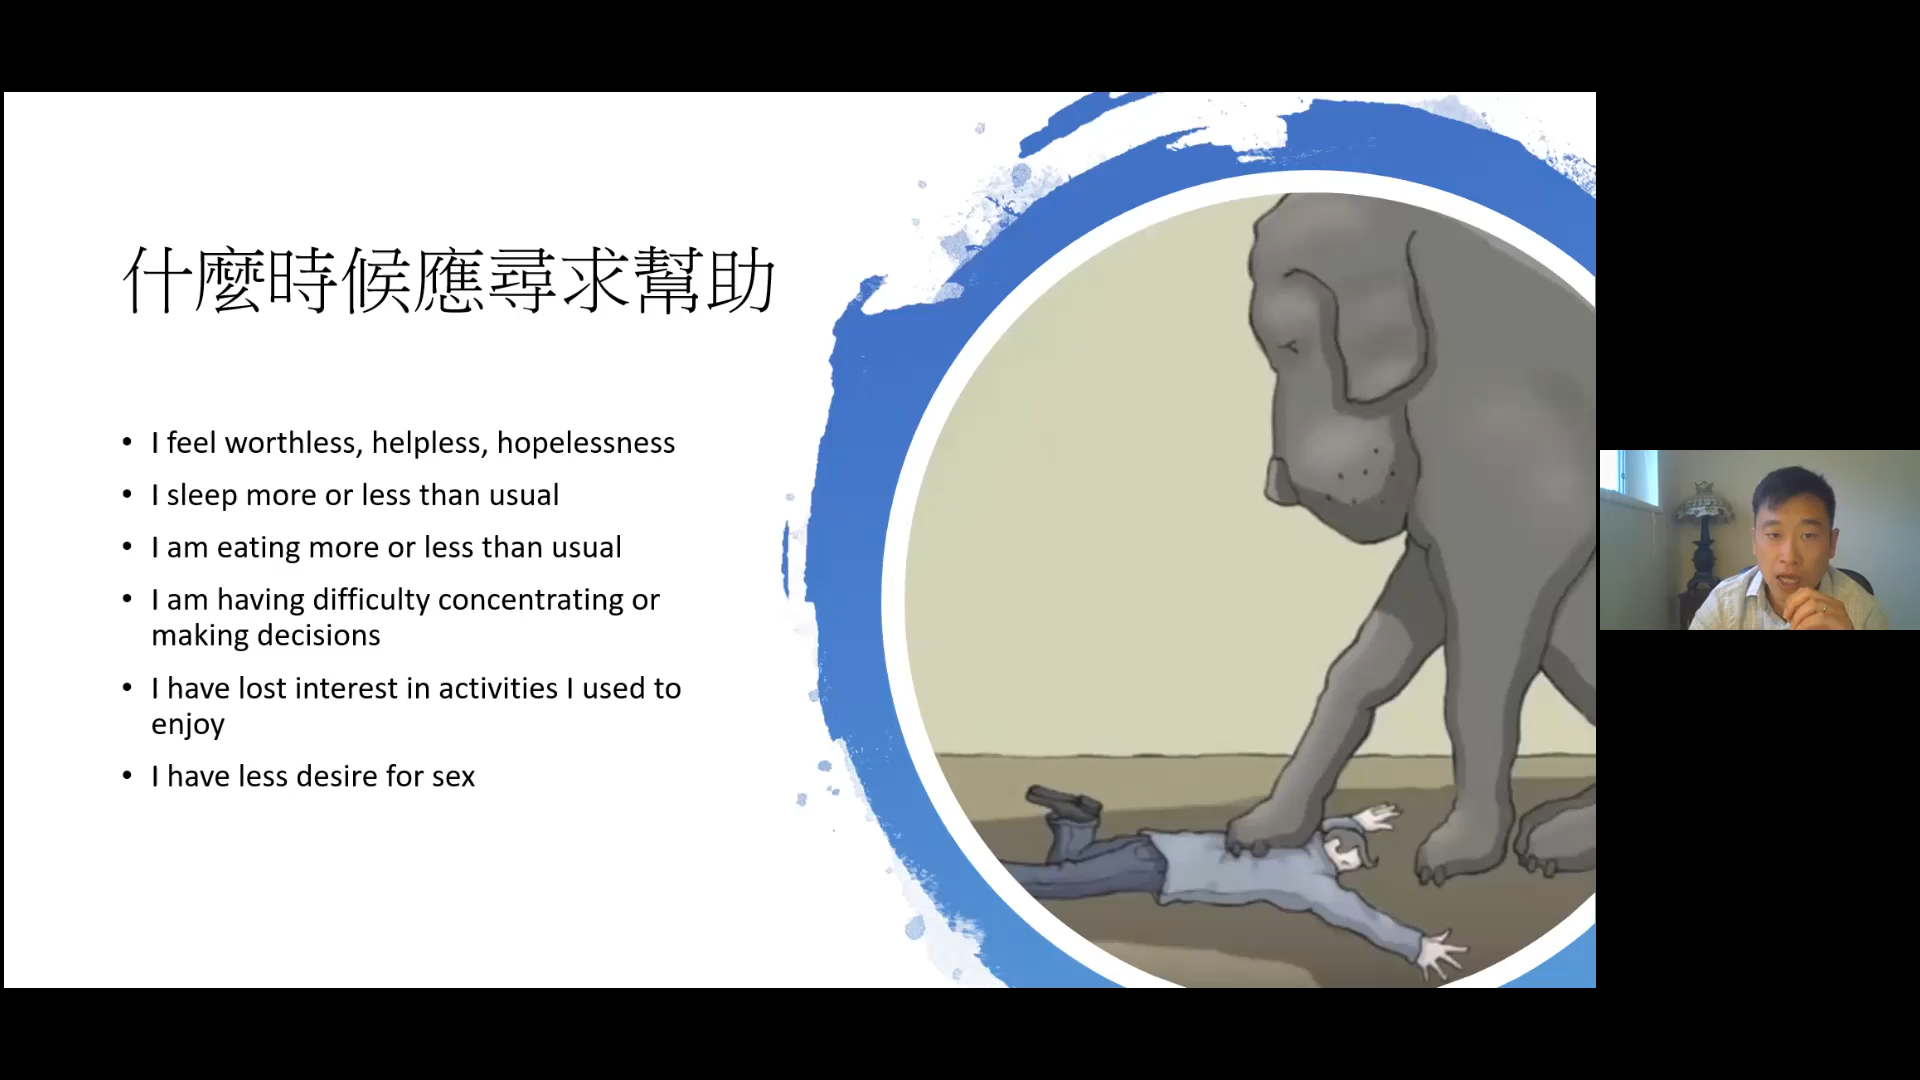 什麼時候應尋求幫助
• I feel worthless, helpless, hopelessness
• I sleep more or less than usual
• I am eating more or less than usual
• I am having difficulty concentrating or
making decisions
• I have lost interest in activities I used to
enjoy
• I have less desire for sex